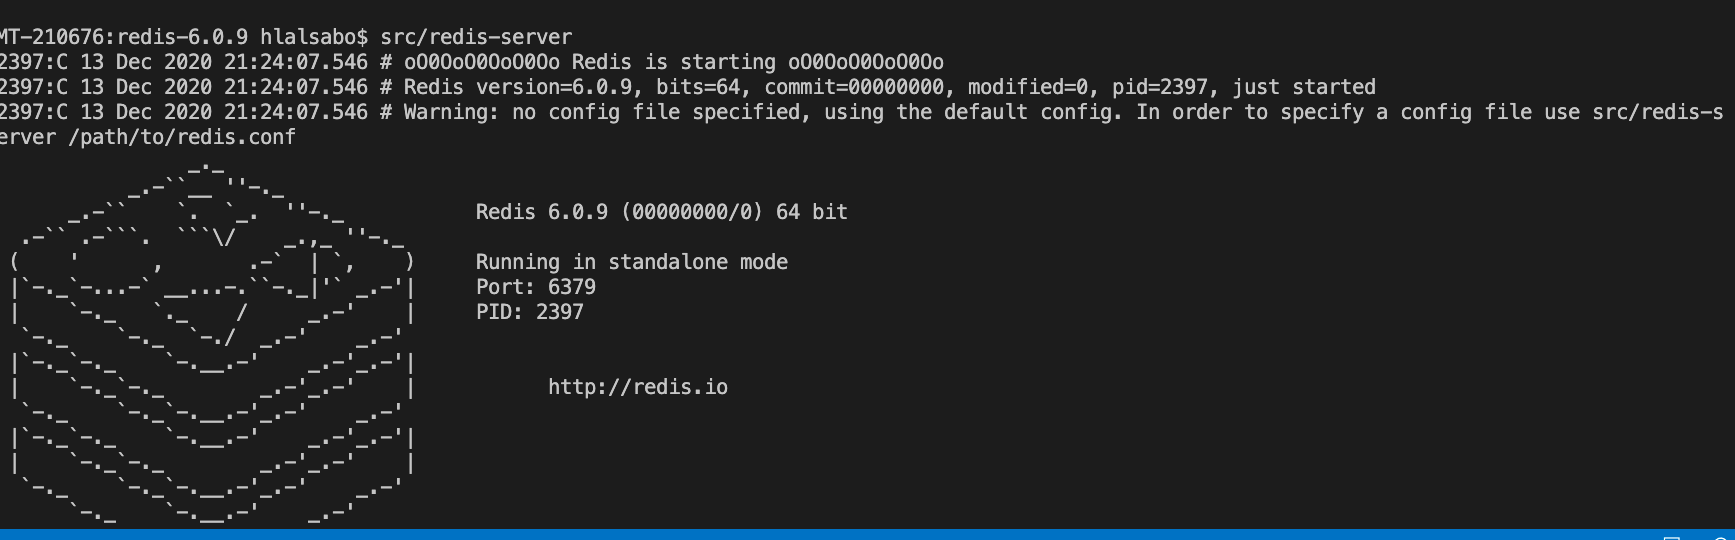 MT-210676:redis-6.0.9 hlalsabo$ src/redis-server
2397:C 13 Dec 2020 21:24:07.546 # oO0OoO0OoO0Oo Redis is starting oO0OoO0OoO0Oo
2397:C 13 Dec 2020 21:24:07.546 # Redis version=6.0.9, bits=64, commit=00000000, modified=0, pid=2397, just started
2397:C 13 Dec 2020 21:24:07.546 # Warning: no config file specified, using the default config. In order to specify a config file use src/redis-s
erver /path/to/redis.conf
Redis 6.0.9 (00000000/0) 64 bit
Running in standalone mode
Port: 6379
PID: 2397
http://redis.io